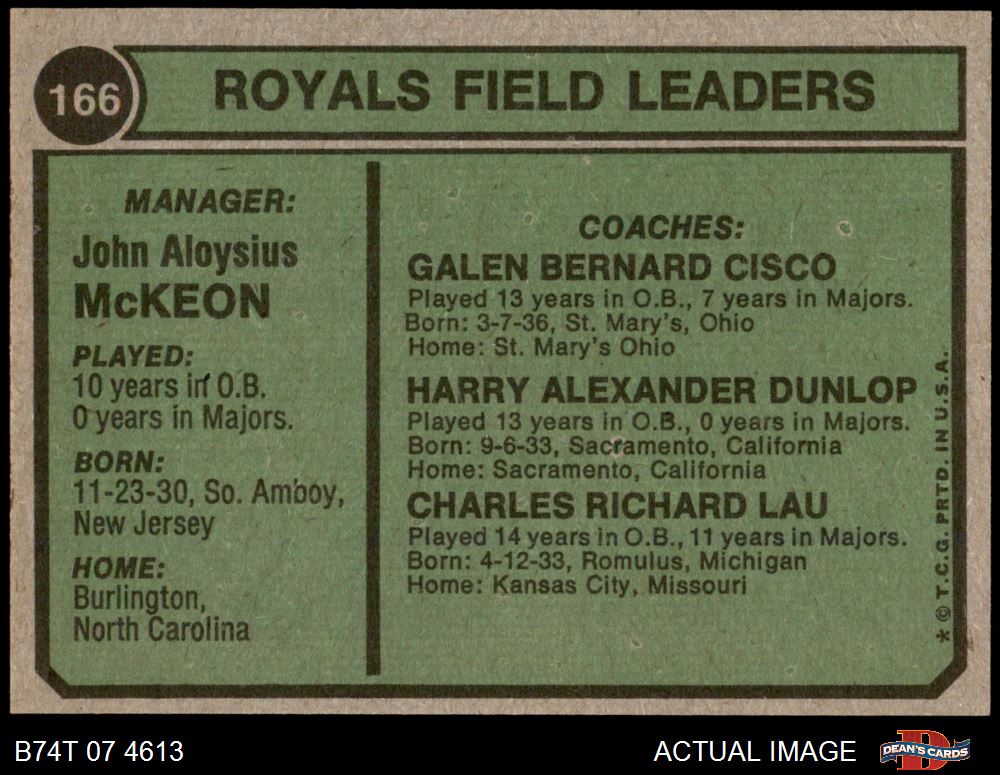 166
ROYALS FIELD LEADERS
MANAGER:
John Aloysius
McKEON
PLAYED:
10 years in O.B.
0 years in Majors.
BORN:
11-23-30, So. Amboy,
New Jersey
HOME:
Burlington,
North Carolina
COACHES:
GALEN BERNARD CISCO
Played 13 years in O.B., 7 years in Majors.
Born: 3-7-36, St. Mary's, Ohio
Home: St. Mary's Ohio
HARRY ALEXANDER DUNLOP
Played 13 years in O.B., 0 years in Majors.
Born: 9-6-33, Sacramento, California
Home: Sacramento, California
CHARLES RICHARD LAU
Played 14 years in O.B., 11 years in Majors.
Born: 4-12-33, Romulus, Michigan
Home: Kansas City, Missouri
* © T.C.G. PRTD. IN U.S.A.
B74T 07 4613
ACTUAL IMAGE
D
DEAN'S CARDS